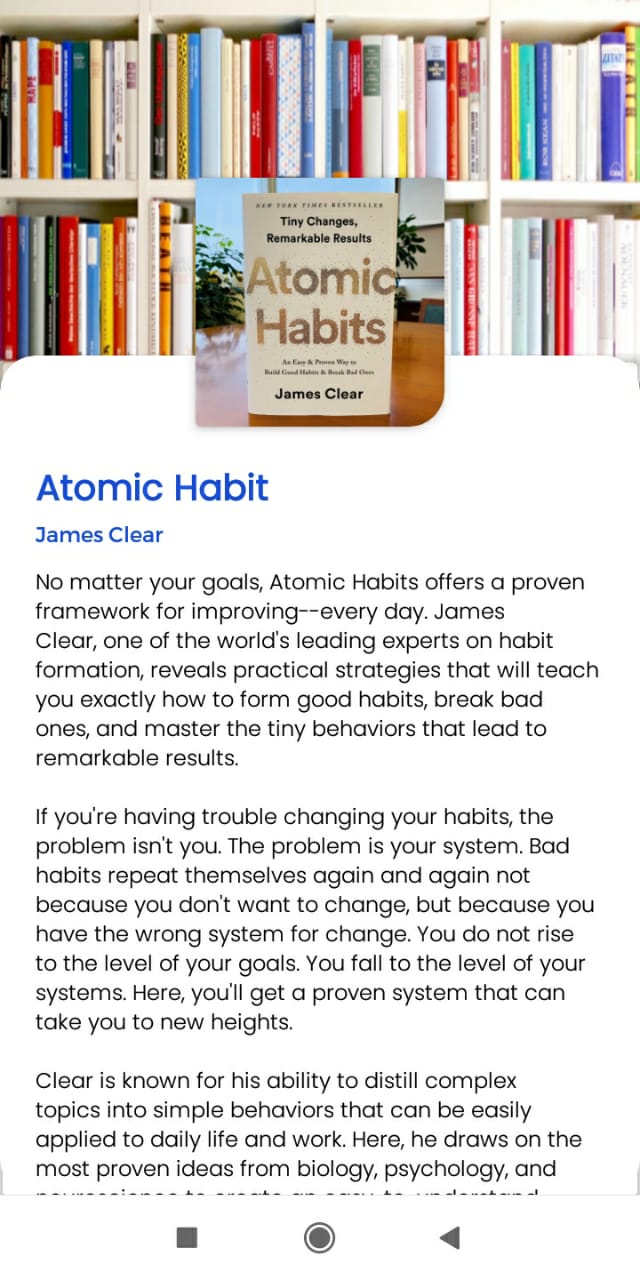 NEW YORK TIMES BESTSELLER
Tiny Changes,
Remarkable Results
Atomic
Habits
An Easy & Proven Way to
Build Good Habits & Break Bad Ones
James Clear
Atomic Habit
James Clear
No matter your goals, Atomic Habits offers a proven
framework for improving--every day. James
Clear, one of the world's leading experts on habit
formation, reveals practical strategies that will teach
you exactly how to form good habits, break bad
ones, and master the tiny behaviors that lead to
remarkable results.
If you're having trouble changing your habits, the
problem isn't you. The problem is your system. Bad
habits repeat themselves again and again not
because you don't want to change, but because you
have the wrong system for change. You do not rise
to the level of your goals. You fall to the level of your
systems. Here, you'll get a proven system that can
take you to new heights.
Clear is known for his ability to distill complex
topics into simple behaviors that can be easily
applied to daily life and work. Here, he draws on the
most proven ideas from biology, psychology, and